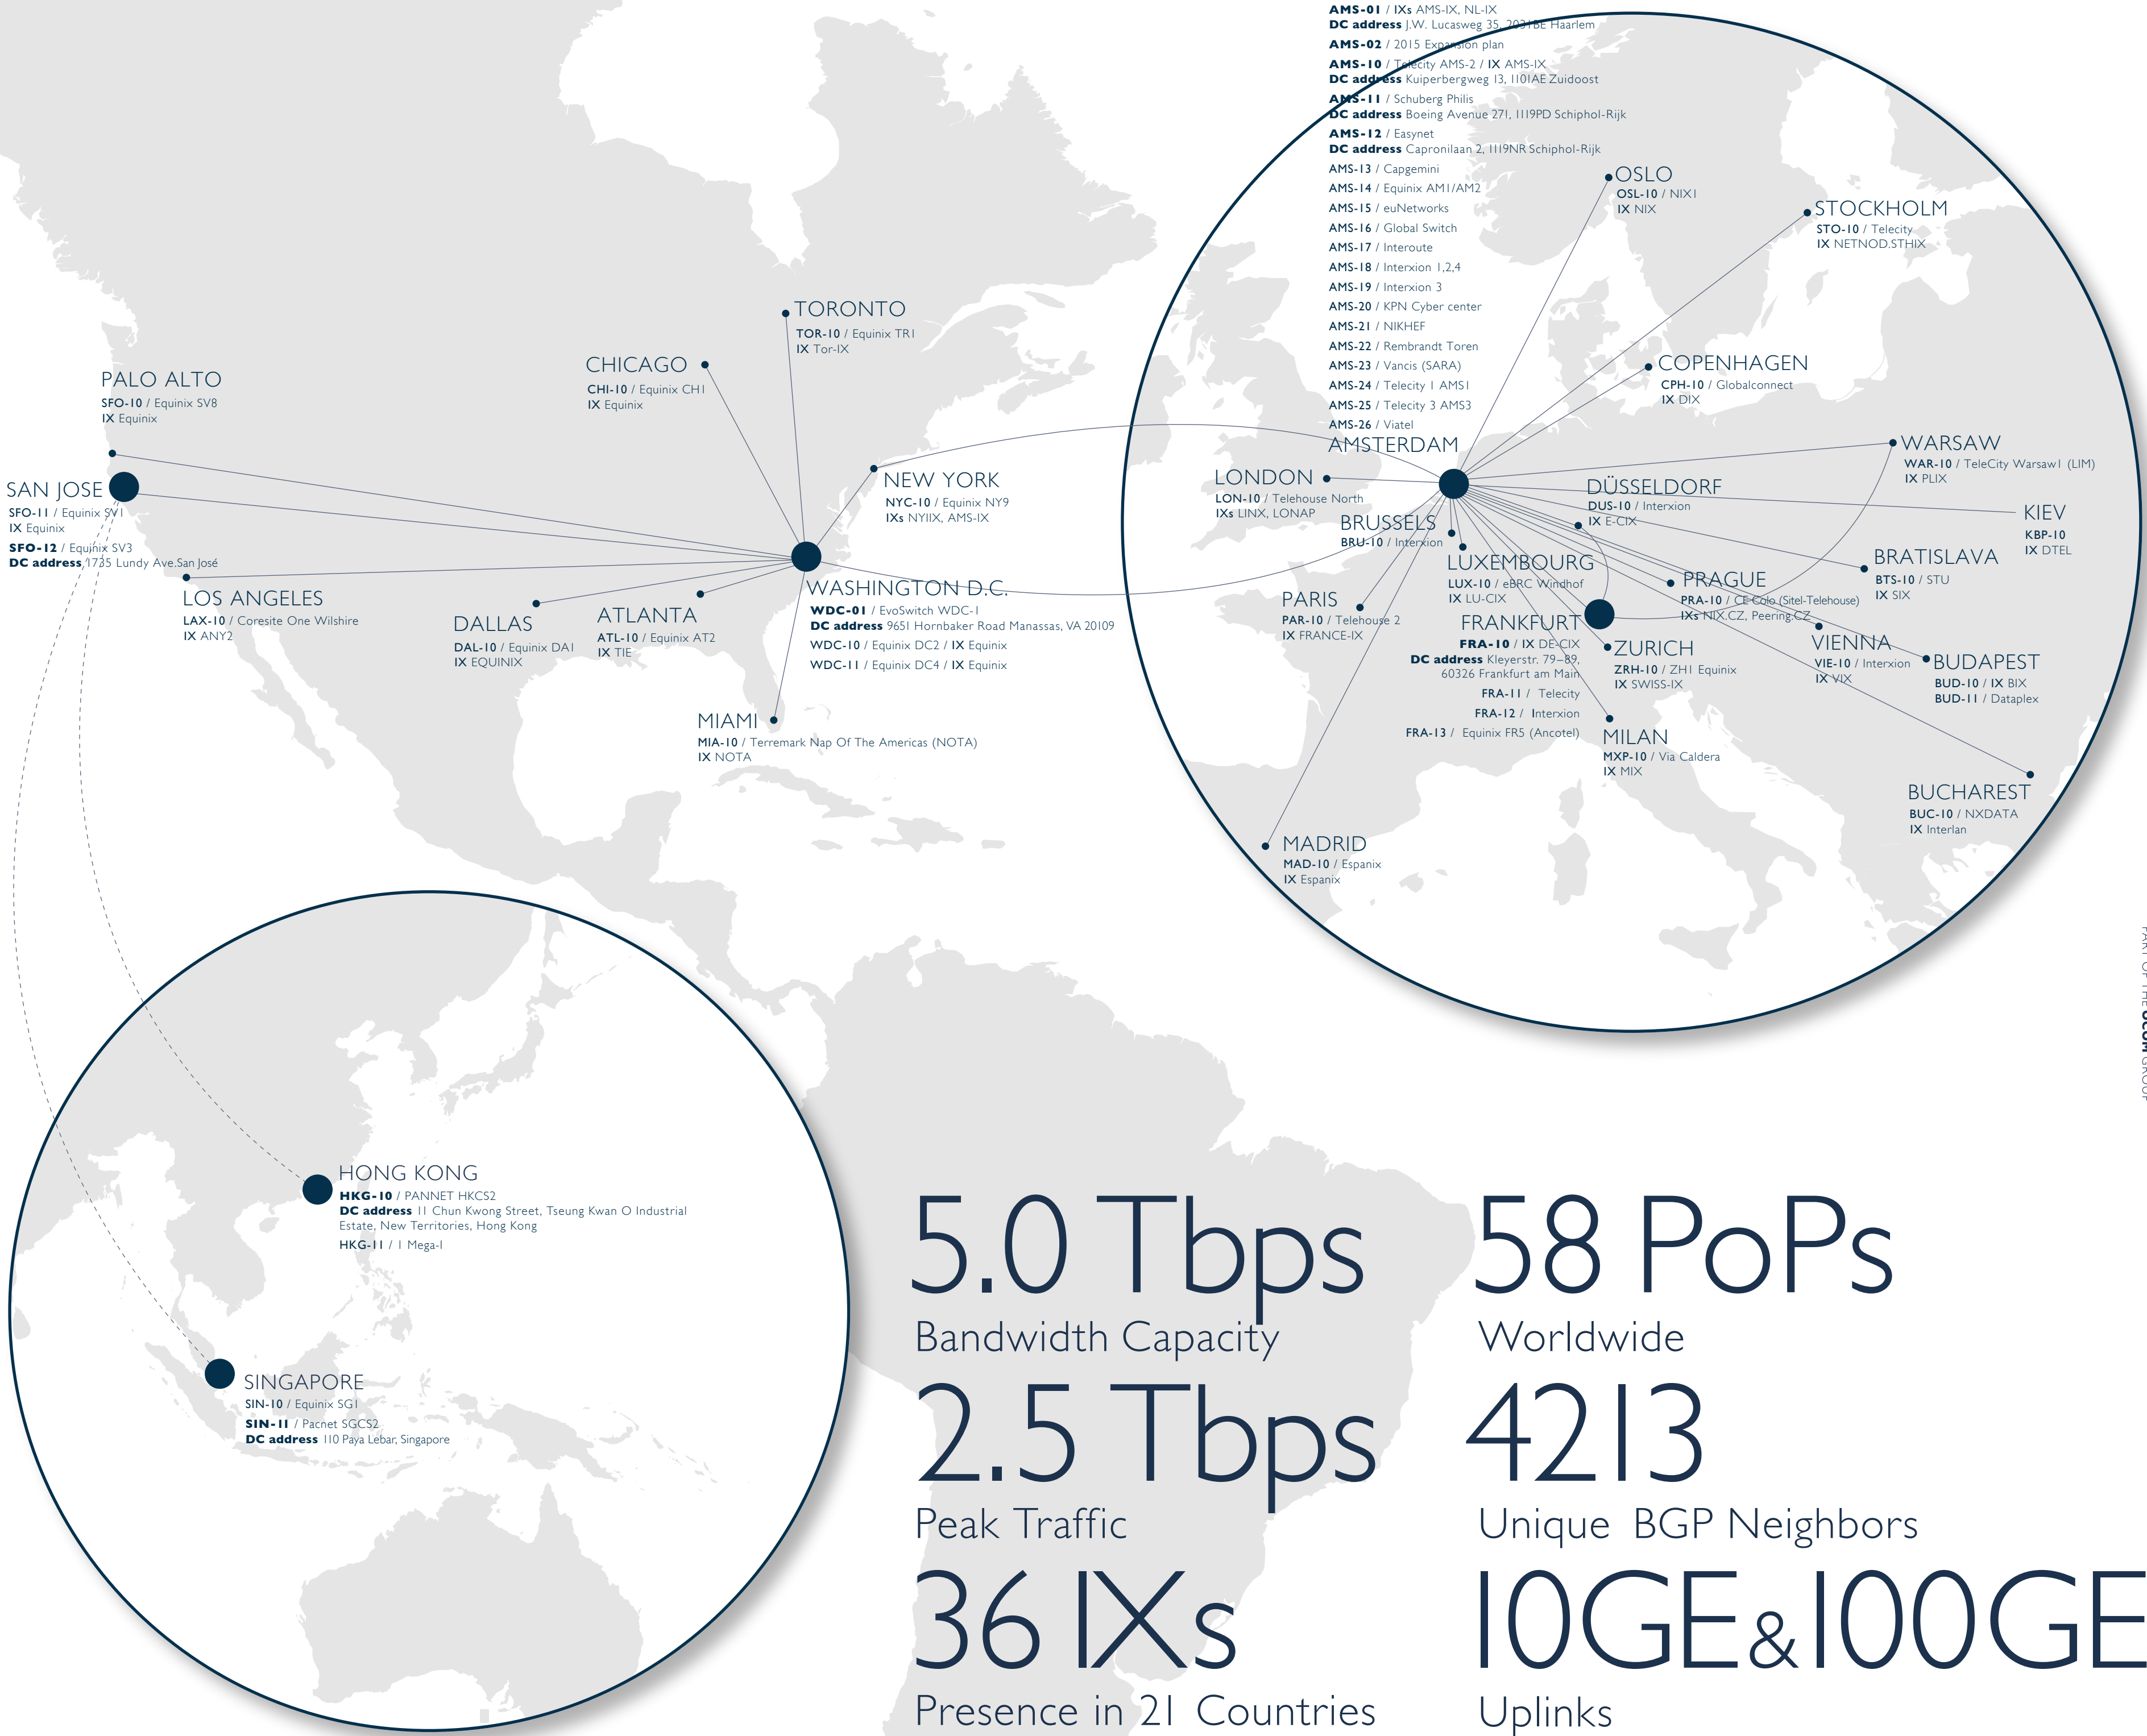 AMS-01 / IXs AMS-IX, NL-IX
DC address J.W. Lucasweg 35, 2031BE Haarlem
AMS-02 / 2015 Expansion plan
AMS-10 / Telecity AMS-2 / IX AMS-IX
DC address Kuiperbergweg 13, 1101AE Zuidoost
AMS-11 / Schuberg Philis
DC address Boeing Avenue 271, 1119PD Schiphol-Rijk
AMS-12 / Easynet
DC address Capronilaan 2, 1119NR Schiphol-Rijk
AMS-13 / Capgemini
AMS-14 / Equinix AM1/AM2
AMS-15 / euNetworks
AMS-16 / Global Switch
AMS-17 / Interoute
AMS-18 / Interxion 1,2,4
AMS-19 / Interxion 3
AMS-20 / KPN Cyber center
AMS-21 / NIKHEF
AMS-22 / Rembrandt Toren
AMS-23 / Vancis (SARA)
AMS-24 / Telecity 1 AMS1
AMS-25 / Telecity 3 AMS3
AMS-26 / Viatel
AMSTERDAM
OSLO
OSL-10 / NIX1
IX NIX
STOCKHOLM
STO-10 / Telecity
IX NETNOD.STHIX
COPENHAGEN
CPH-10 / Globalconnect
IX DIX
WARSAW
WAR-10 / TeleCity Warsaw1 (LIM)
IX PLIX
KIEV
KBP-10
IX DTEL
BRATISLAVA
BTS-10 / STU
IX SIX
DÜSSELDORF
DUS-10 / Interxion
IX E-CIX
LONDON
LON-10 / Telehouse North
IXs LINX, LONAP
BRUSSELS
BRU-10 / Interxion
LUXEMBOURG
LUX-10 / eBRC Windhof
IX LU-CIX
PARIS
PAR-10 / Telehouse 2
IX FRANCE-IX
PRAGUE
PRA-10 / CE Colo (Sitel-Telehouse)
IXs NIX.CZ, Peering.CZ
FRANKFURT
FRA-10 / IX DE-CIX
DC address Kleyerstr. 79–89,
60326 Frankfurt am Main
FRA-11 / Telecity
FRA-12 / Interxion
FRA-13 / Equinix FR5 (Ancotel)
ZURICH
ZRH-10 / ZH1 Equinix
IX SWISS-IX
VIENNA
VIE-10 / Interxion
IX VIX
BUDAPEST
BUD-10 / IX BIX
BUD-11 / Dataplex
MILAN
MXP-10 / Via Caldera
IX MIX
BUCHAREST
BUC-10 / NXDATA
IX Interlan
MADRID
MAD-10 / Espanix
IX Espanix
TORONTO
TOR-10 / Equinix TR1
IX Tor-IX
CHICAGO
CHI-10 / Equinix CH1
IX Equinix
PALO ALTO
SFO-10 / Equinix SV8
IX Equinix
SAN JOSE
SFO-11 / Equinix SV1
IX Equinix
SFO-12 / Equinix SV3
DC address 1735 Lundy Ave.San José
NEW YORK
NYC-10 / Equinix NY9
IXs NYIIX, AMS-IX
LOS ANGELES
LAX-10 / Coresite One Wilshire
IX ANY2
DALLAS
DAL-10 / Equinix DA1
IX EQUINIX
ATLANTA
ATL-10 / Equinix AT2
IX TIE
WASHINGTON D.C.
WDC-01 / EvoSwitch WDC-1
DC address 9651 Hornbaker Road Manassas, VA 20109
WDC-10 / Equinix DC2 / IX Equinix
WDC-11 / Equinix DC4 / IX Equinix
MIAMI
MIA-10 / Terremark Nap Of The Americas (NOTA)
IX NOTA
HONG KONG
HKG-10 / PANNET HKCS2
DC address 11 Chun Kwong Street, Tseung Kwan O Industrial
Estate, New Territories, Hong Kong
HKG-11 / 1 Mega-I
SINGAPORE
SIN-10 / Equinix SG1
SIN-11 / Pacnet SGCS2
DC address 110 Paya Lebar, Singapore
5.0 Tbps
Bandwidth Capacity
58 PoPs
Worldwide
2.5 Tbps
Peak Traffic
4213
Unique BGP Neighbors
36 IXs
Presence in 21 Countries
10GE&100GE
Uplinks
PART OF THE OCOM GROUP